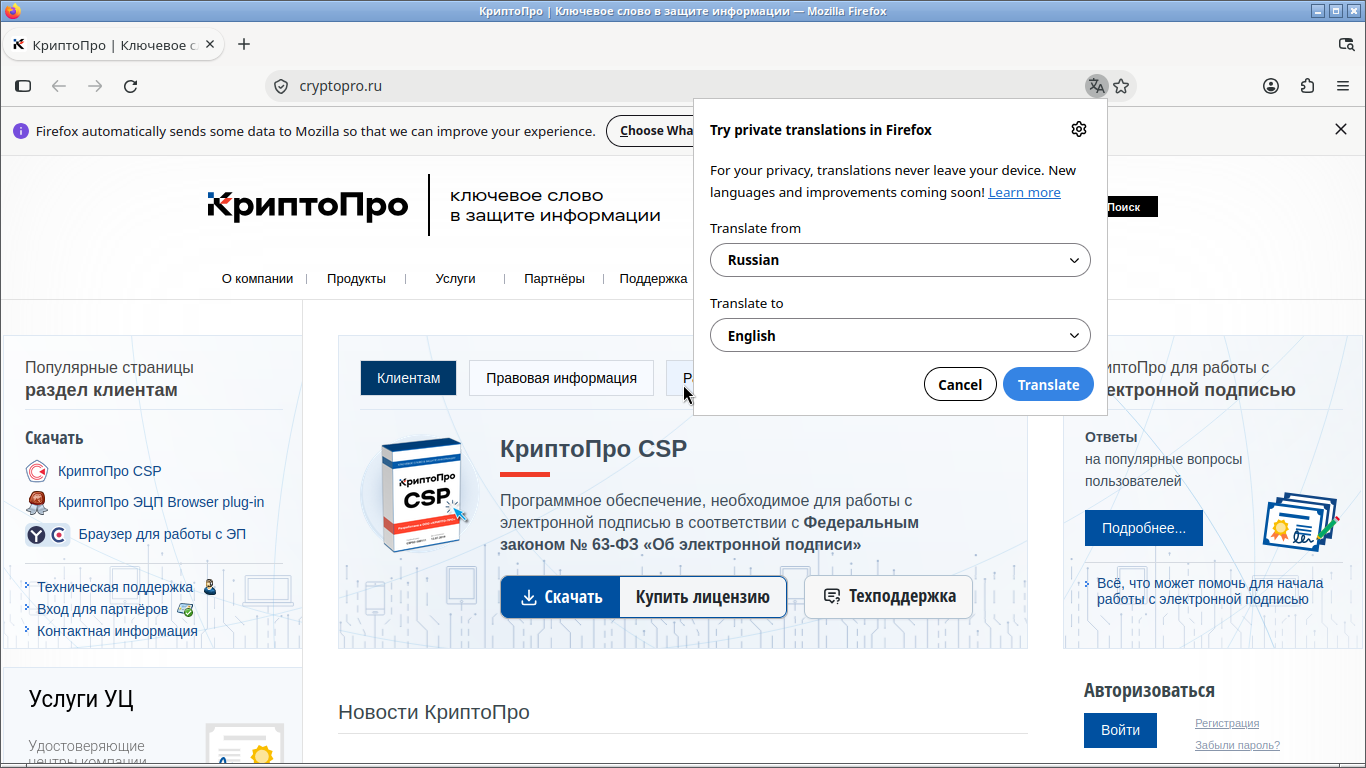 КриптоПро | Ключевое слово в защите информации — Mozilla Firefox
КриптоПро | Ключевое с
cryptopro.ru
Firefox automatically sends some data to Mozilla so that we can improve your experience.
Choose Wha
Try private translations in Firefox
For your privacy, translations never leave your device. New
languages and improvements coming soon! Learn more
Translate from
Russian
Translate to
English
Cancel
Translate
КриптоПро
ключевое слово
в защите информации
Поиск
О компании
Продукты
Услуги
Партнёры
Поддержка
Популярные страницы
раздел клиентам
Скачать
КриптоПро CSP
КриптоПро ЭЦП Browser plug-in
Браузер для работы с ЭП
Техническая поддержка
Вход для партнёров
Контактная информация
Услуги УЦ
Удостоверяющие
центры компании
Клиентам
Правовая информация
КриптоПро
CSP
КриптоПро CSP
Программное обеспечение, необходимое для работы с
электронной подписью в соответствии с Федеральным
законом № 63-ФЗ «Об электронной подписи»
Скачать
Купить лицензию
Техподдержка
Новости КриптоПро
иптоПро для работы с
ектронной подписью
Ответы
на популярные вопросы
пользователей
Подробнее...
Всё, что может помочь для начала
работы с электронной подписью
Авторизоваться
Войти
Регистрация
Забыли пароль?